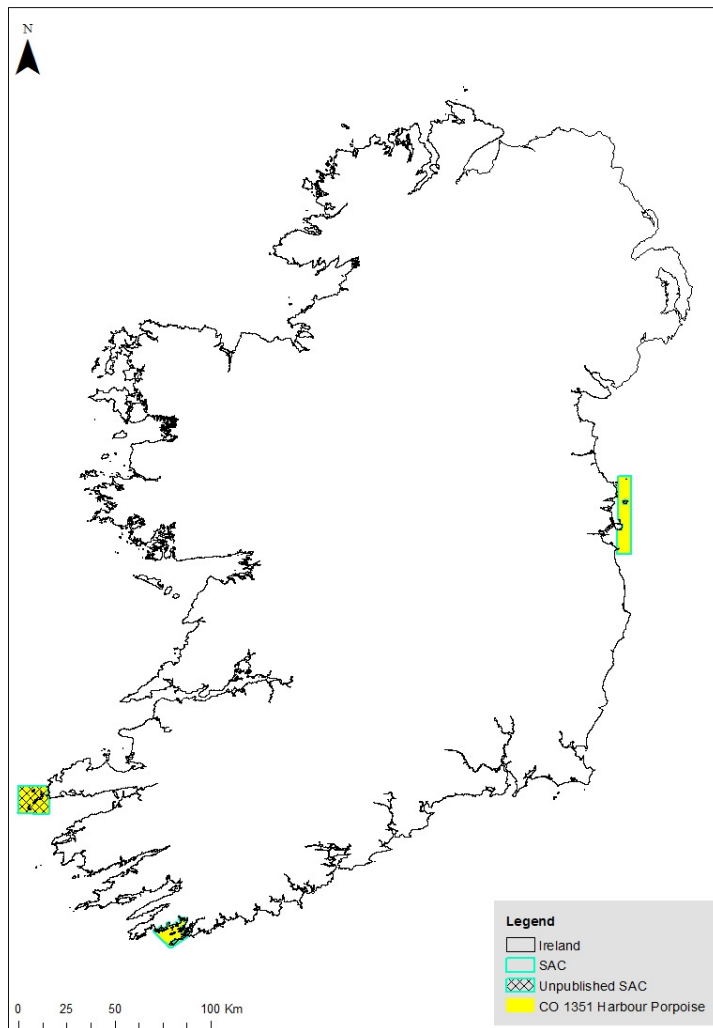 N
Legend
Ireland
SAC
Unpublished SAC
CO 1351 Harbour Porpoise
0 25 50 100 Km